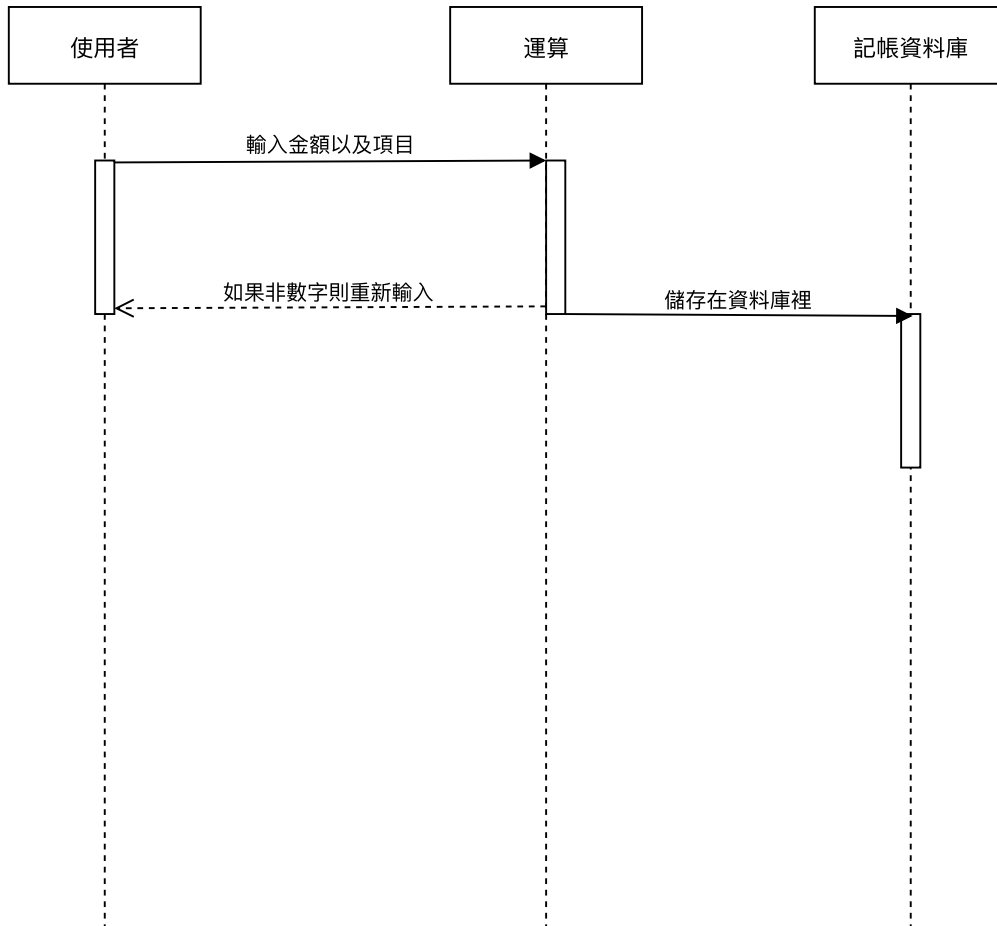 使用者
運算
記帳資料庫
輸入金額以及項目
如果非數字則重新輸入
儲存在資料庫裡